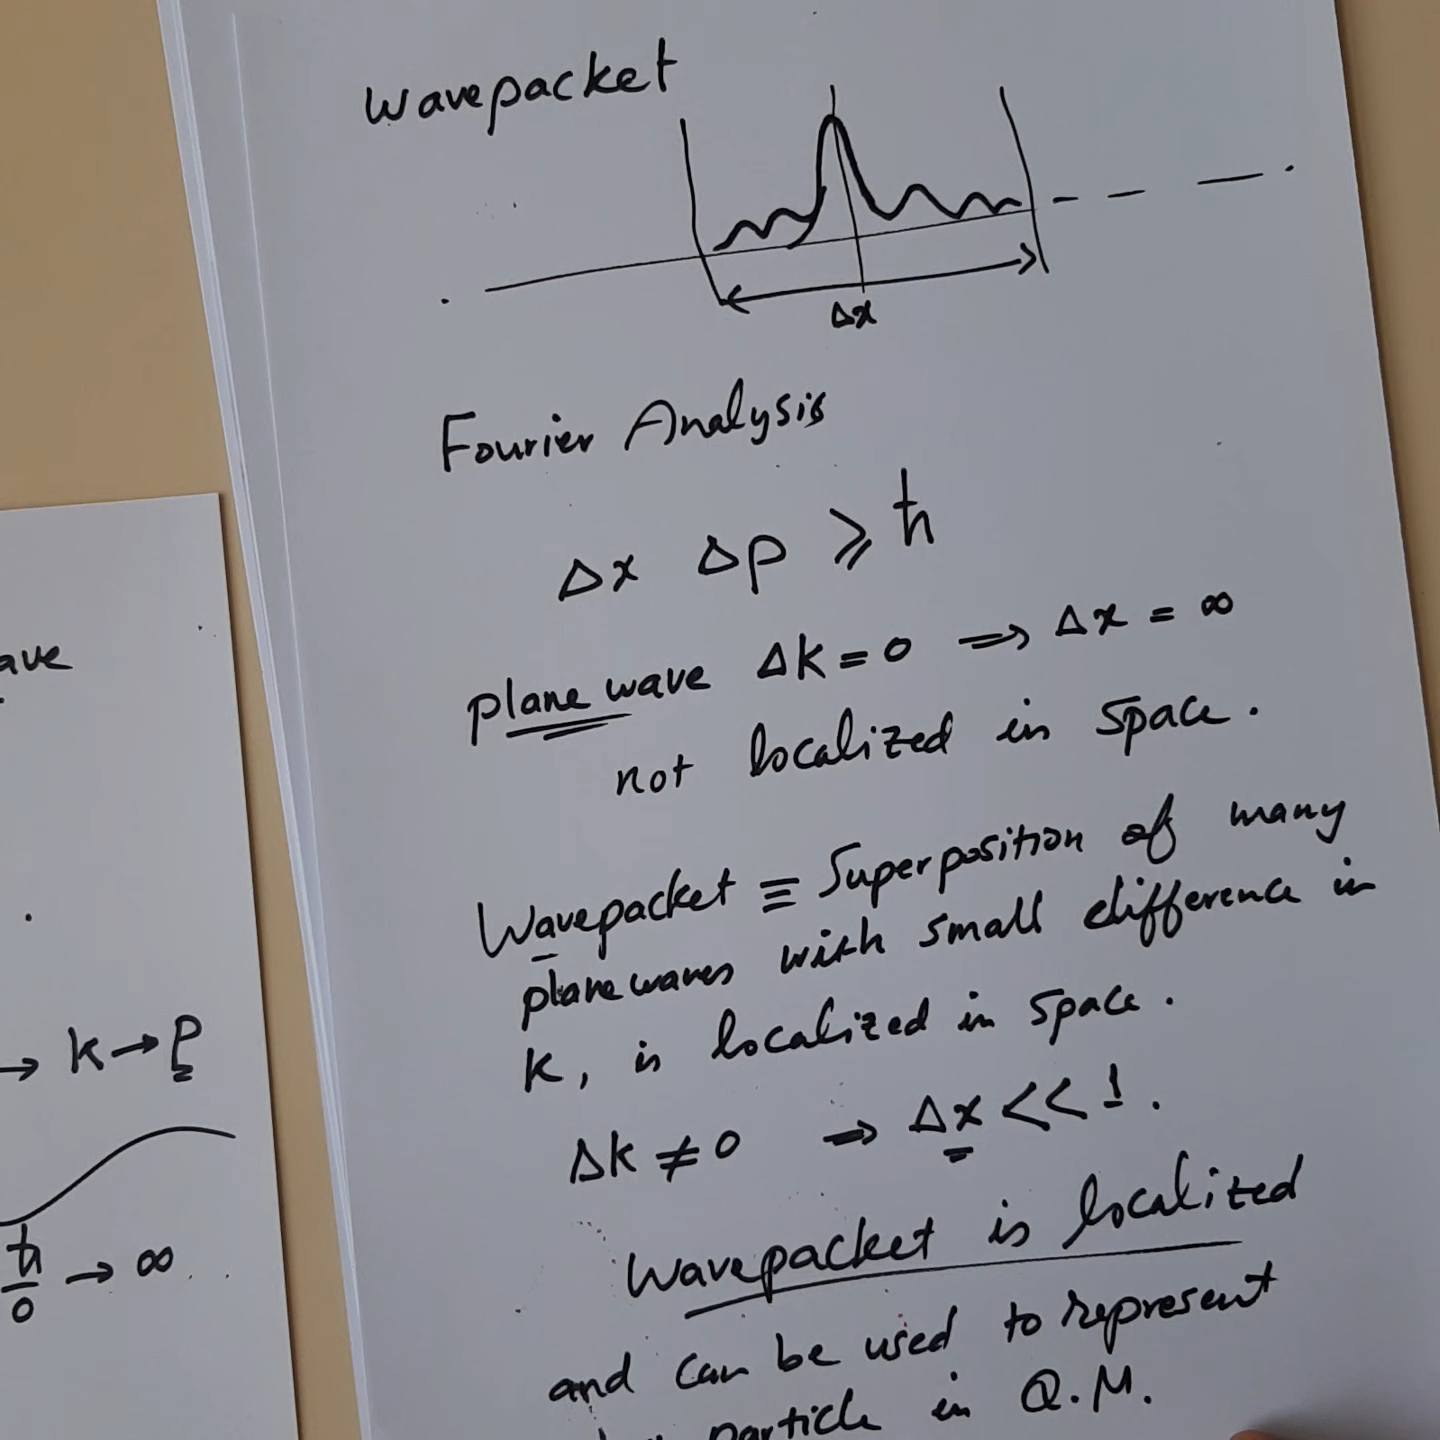 wavepacket
Δx
Fourier Analysis
Δx Δp ⩾ ħ
plane wave Δk = 0 ⇒ Δx = ∞
not localized in space.
Wavepacket ≡ Superposition of many
plane waves with small difference in
k, is localized in space.
Δk ≠ 0 ⇒ Δx << 1.
Wavepacket is localized
and can be used to represent
particle in Q.M.
→ k → p
ħ/0 → ∞